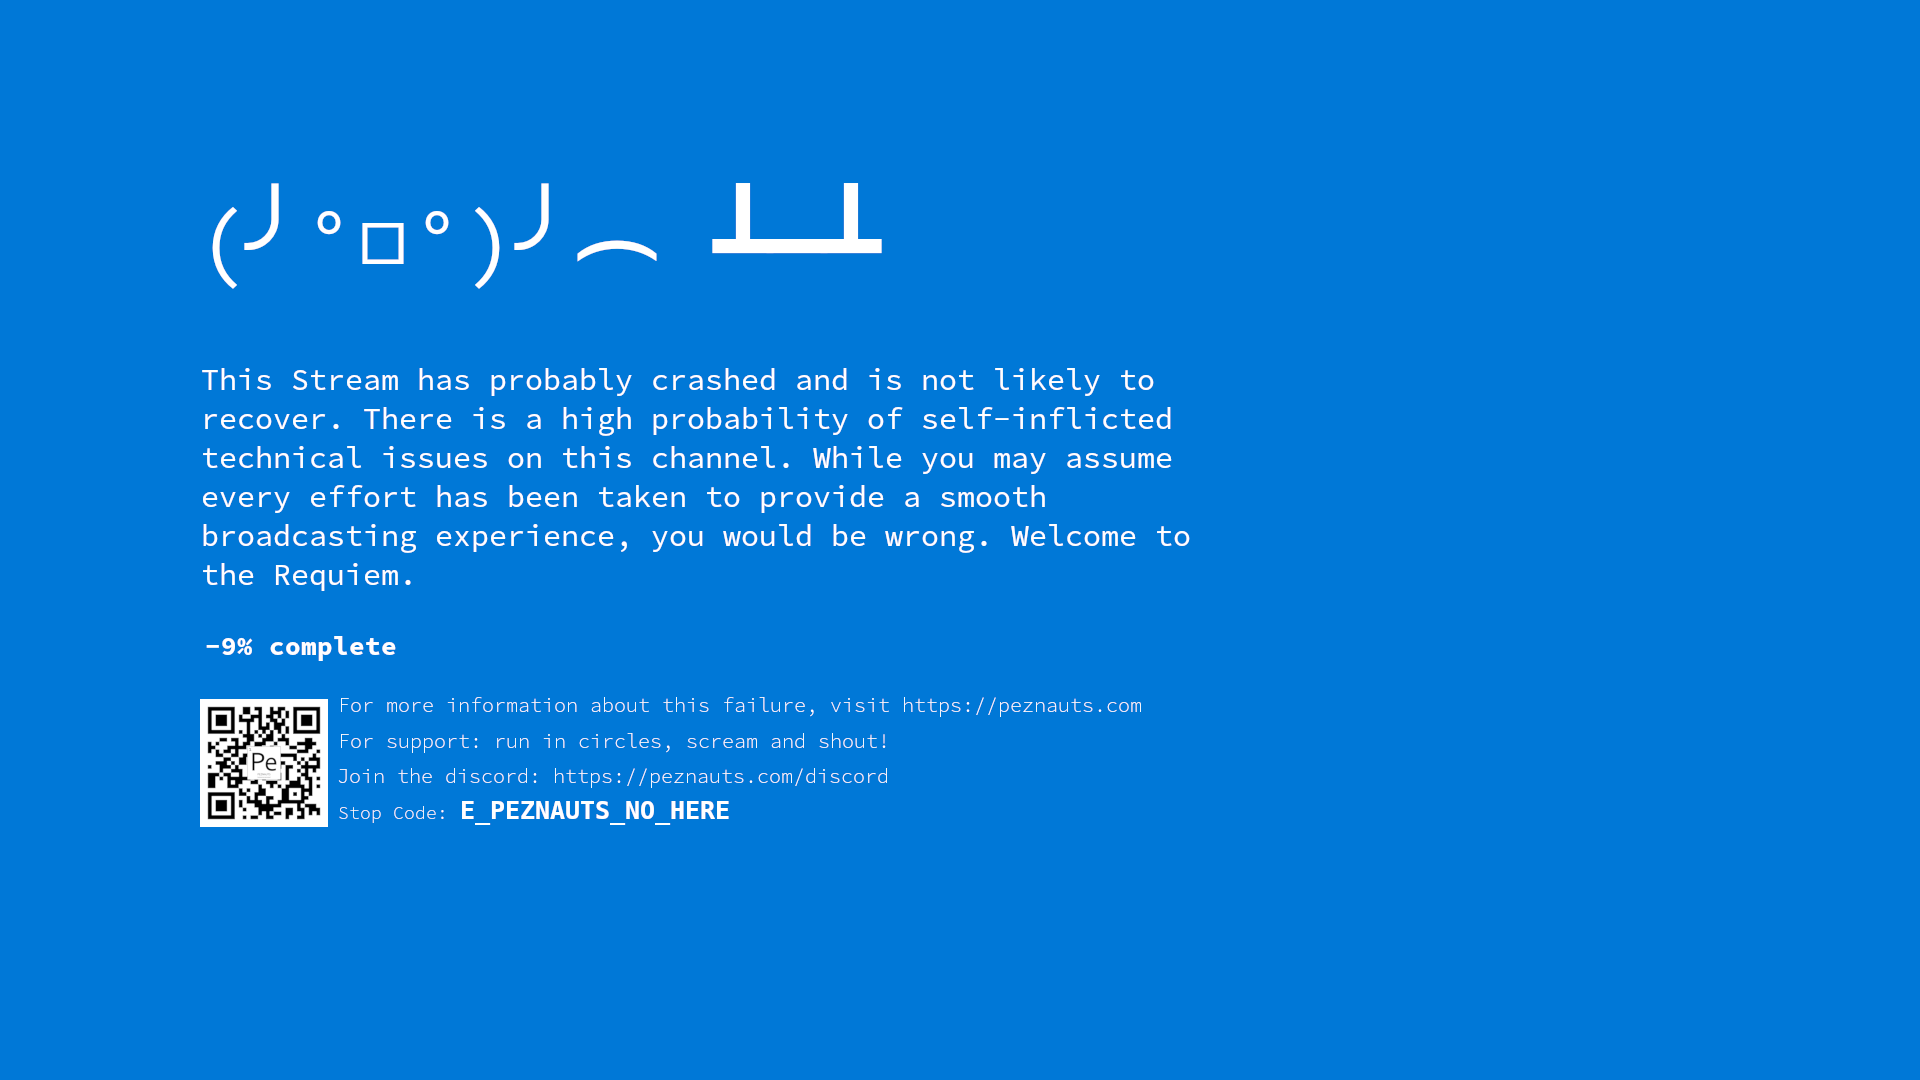 (╯°□°)╯︵ ┻━┻
This Stream has probably crashed and is not likely to
recover. There is a high probability of self-inflicted
technical issues on this channel. While you may assume
every effort has been taken to provide a smooth
broadcasting experience, you would be wrong. Welcome to
the Requiem.
-9% complete
For more information about this failure, visit https://peznauts.com
For support: run in circles, scream and shout!
Join the discord: https://peznauts.com/discord
Stop Code: E_PEZNAUTS_NO_HERE
Pe